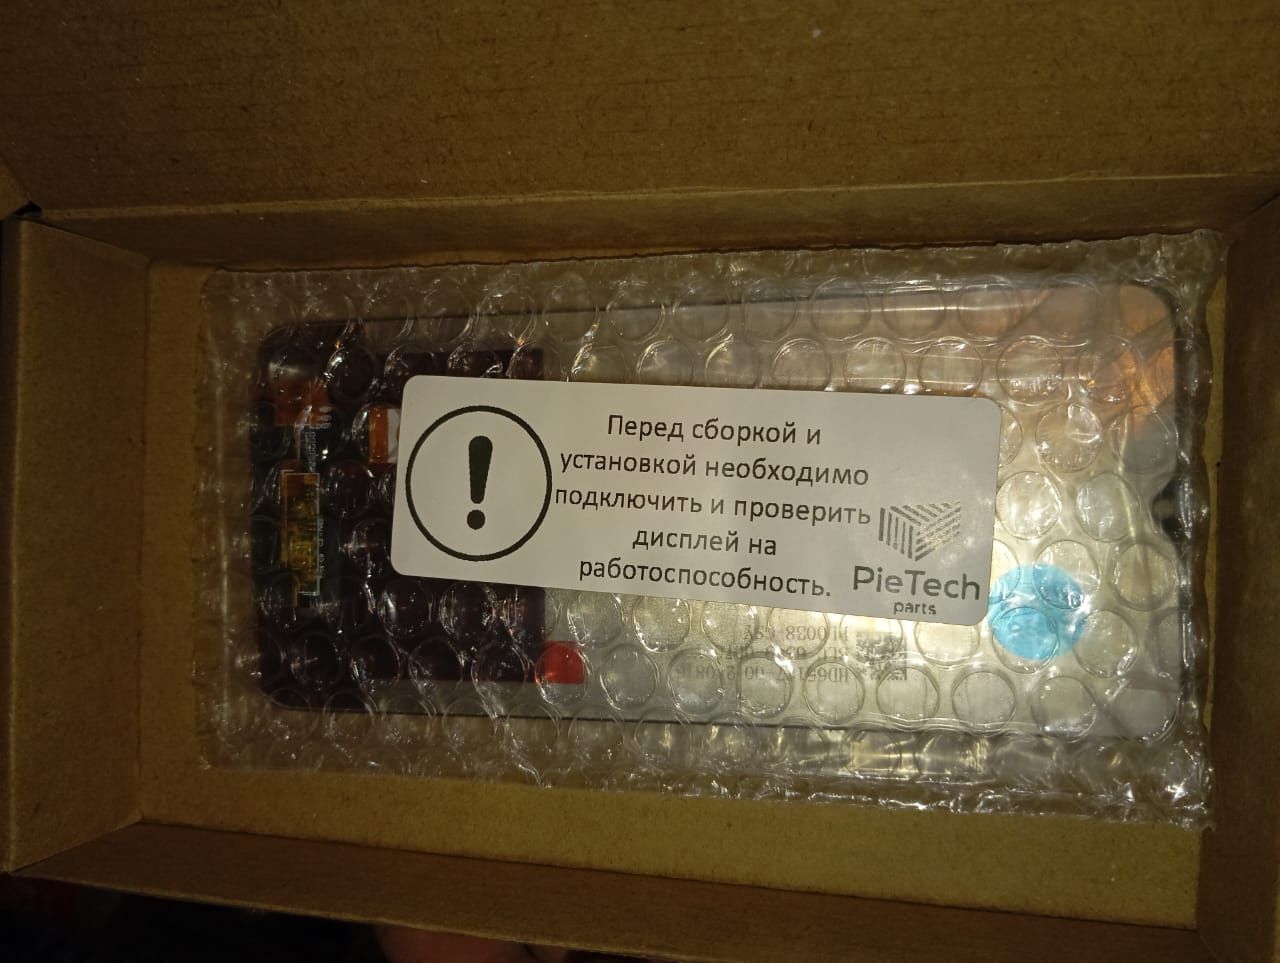 Перед сборкой и
установкой необходимо
подключить и проверить
дисплей на
работоспособность.
PieTech
parts